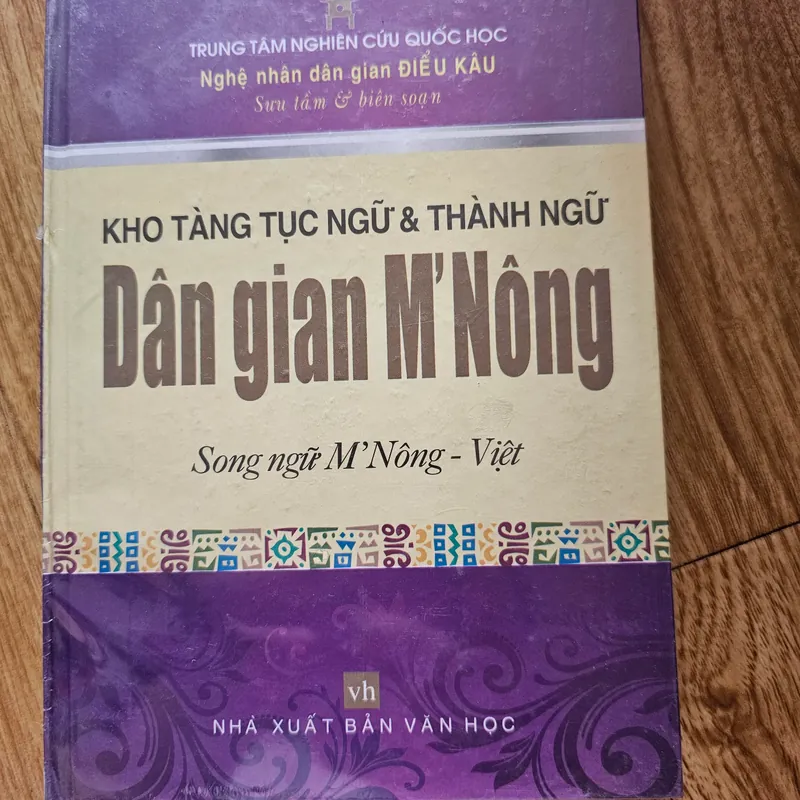 TRUNG TÂM NGHIÊN CỨU QUỐC HỌC
Nghệ nhân dân gian ĐIỂU KÂU
Sưu tầm & biên soạn
KHO TÀNG TỤC NGỮ & THÀNH NGỮ
Dân gian M'Nông
Song ngữ M'Nông - Việt
vh
NHÀ XUẤT BẢN VĂN HỌC